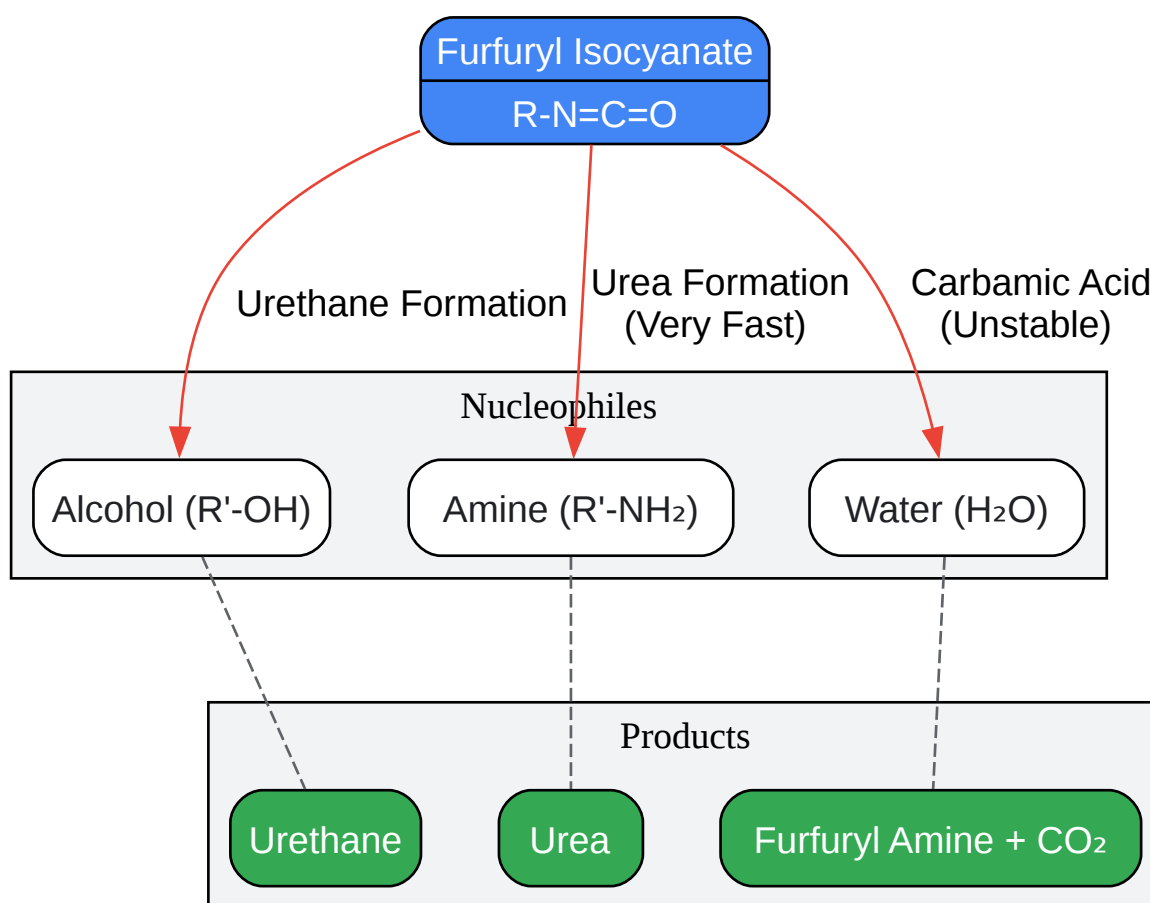 Furfuryl Isocyanate
R-N=C=O
Urethane Formation
Urea Formation
(Very Fast)
Carbamic Acid
(Unstable)
Nucleophiles
Alcohol (R'-OH)
Amine (R'-NH₂)
Water (H₂O)
Products
Urethane
Urea
Furfuryl Amine + CO₂